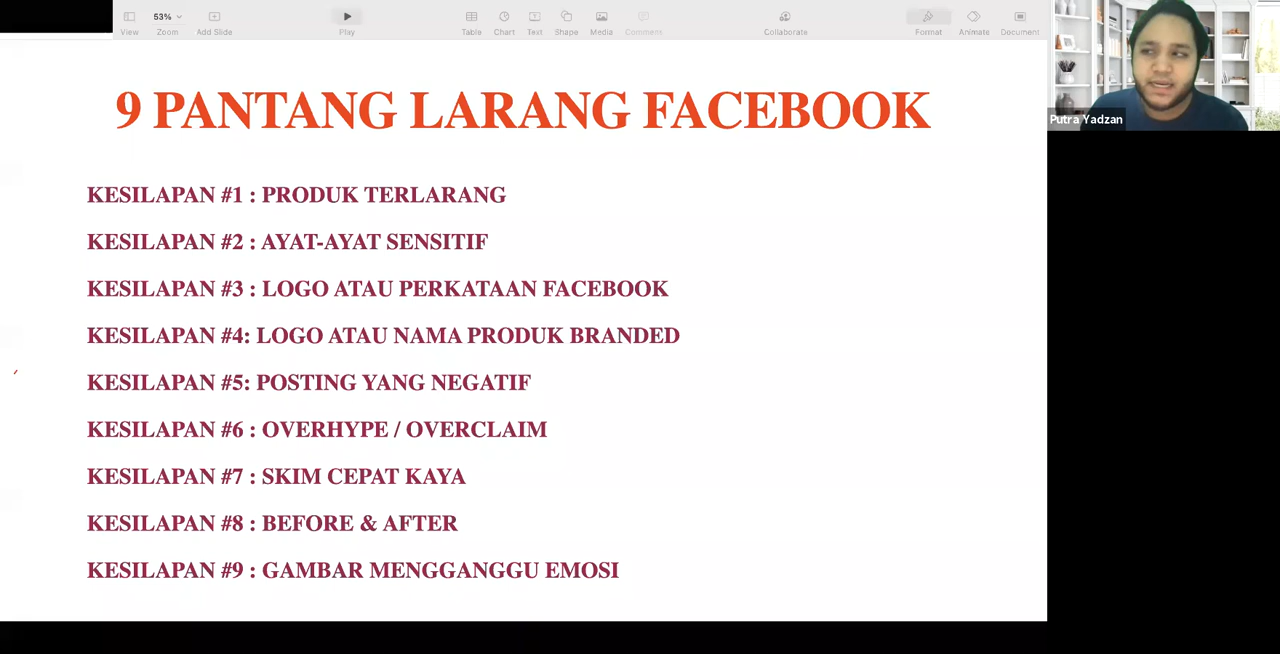 53%
View
Zoom
Add Slide
Play
Table
Chart
Text
Shape
Media
Comment
Collaborate
Format
Animate
Document
Putra Yadzan
9 PANTANG LARANG FACEBOOK
KESILAPAN #1 : PRODUK TERLARANG
KESILAPAN #2 : AYAT-AYAT SENSITIF
KESILAPAN #3 : LOGO ATAU PERKATAAN FACEBOOK
KESILAPAN #4: LOGO ATAU NAMA PRODUK BRANDED
KESILAPAN #5: POSTING YANG NEGATIF
KESILAPAN #6 : OVERHYPE / OVERCLAIM
KESILAPAN #7 : SKIM CEPAT KAYA
KESILAPAN #8 : BEFORE & AFTER
KESILAPAN #9 : GAMBAR MENGGANGGU EMOSI